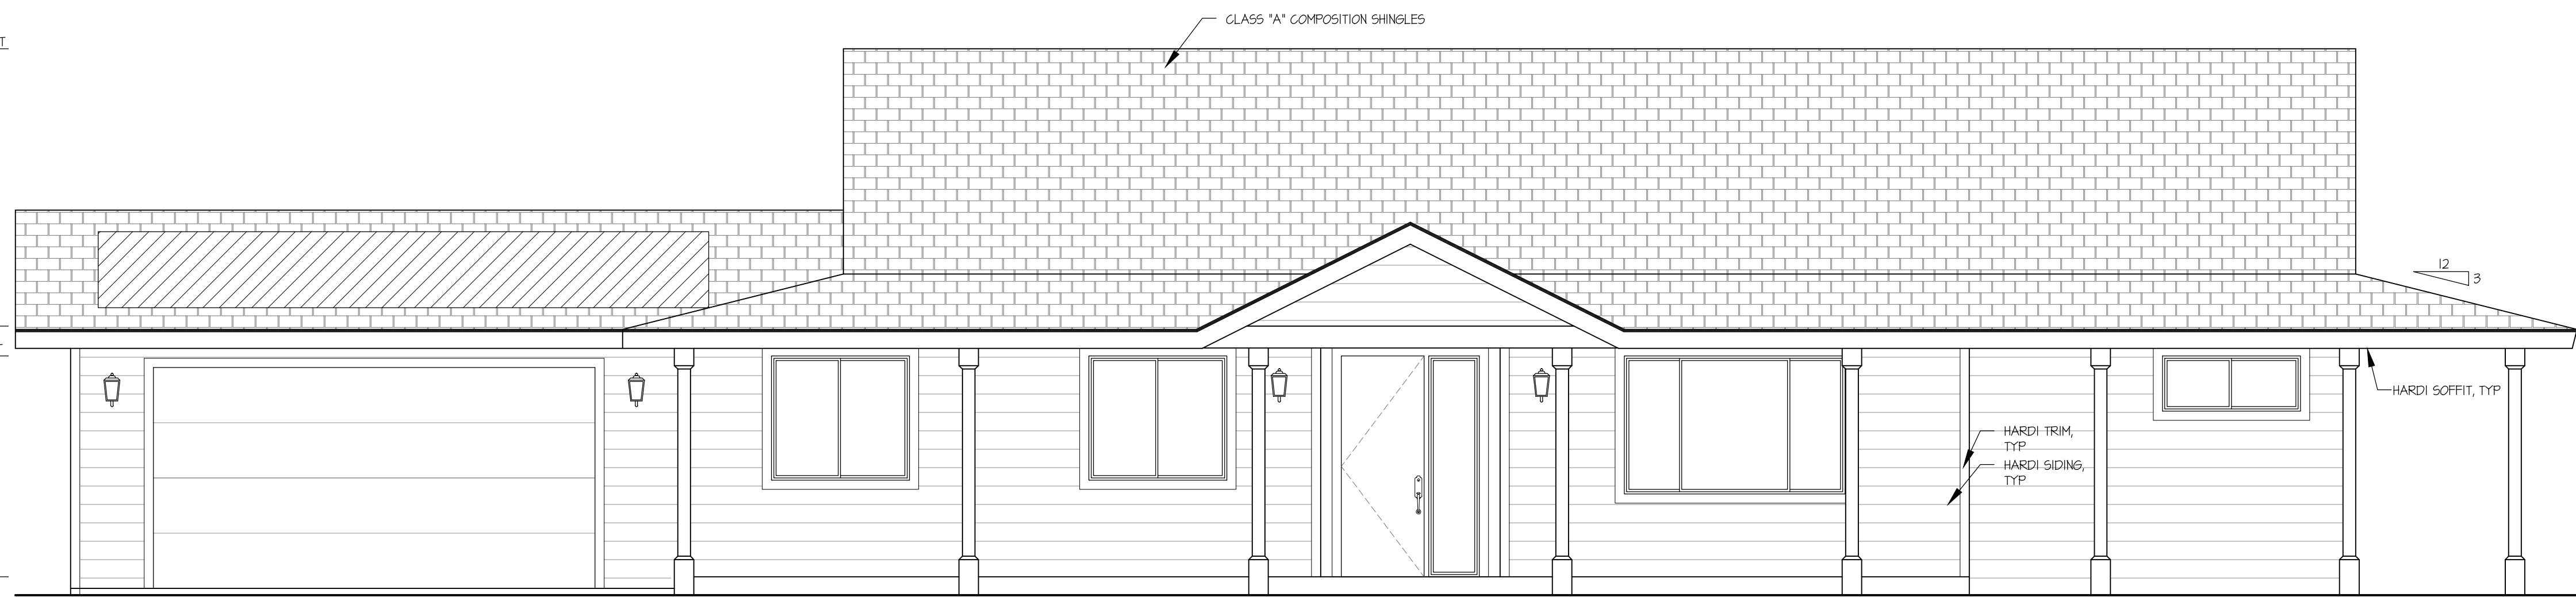 CLASS "A" COMPOSITION SHINGLES
T
12
3
HARDI SOFFIT, TYP
HARDI TRIM,
TYP
HARDI SIDING,
TYP